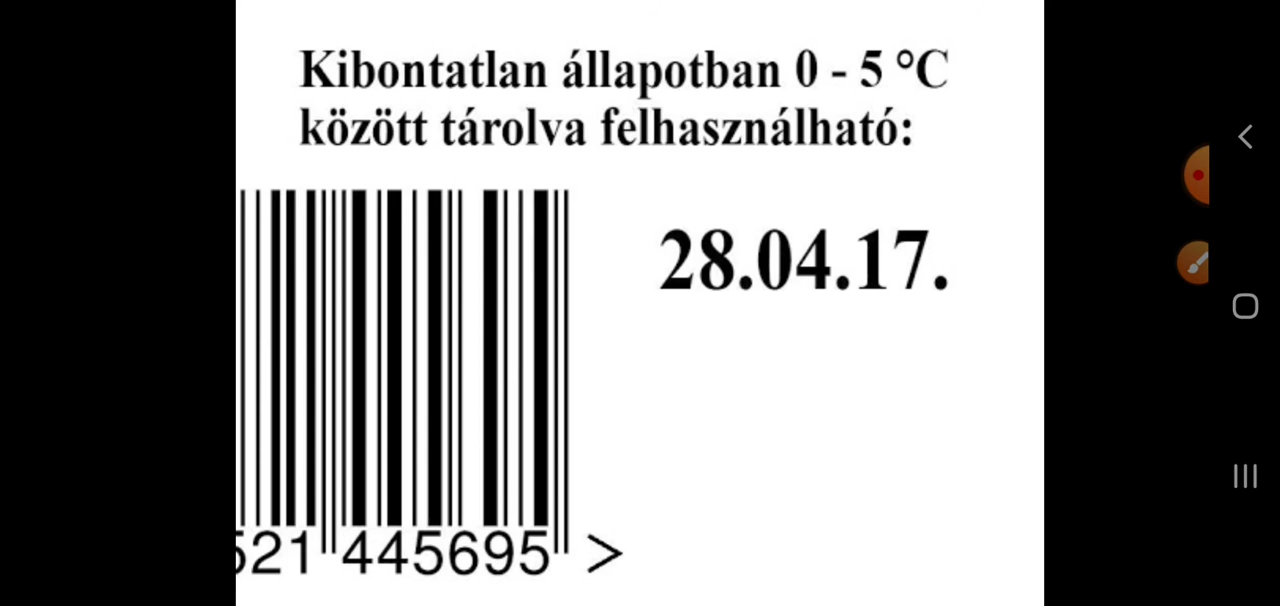 Kibontatlan állapotban 0 - 5 °C
között tárolva felhasználható:
28.04.17.
521 445695 >